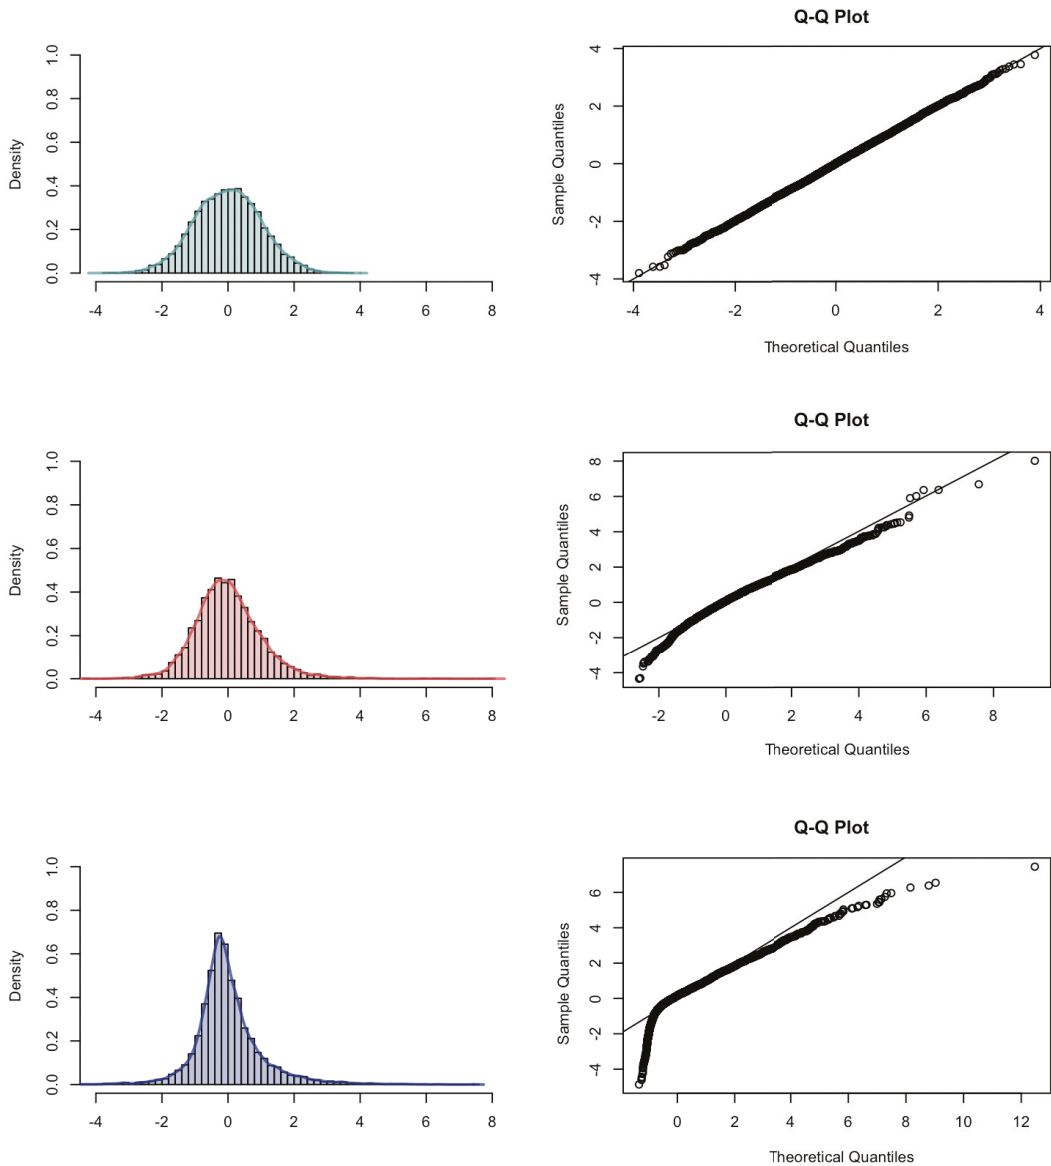 Q-Q Plot
Density
0.0 0.2 0.4 0.6 0.8 1.0
-4 -2 0 2 4 6 8
Sample Quantiles
-4 -2 0 2 4
-4 -2 0 2 4
Theoretical Quantiles
Q-Q Plot
Density
0.0 0.2 0.4 0.6 0.8 1.0
-4 -2 0 2 4 6 8
Sample Quantiles
-4 -2 0 2 4 6 8
-2 0 2 4 6 8
Theoretical Quantiles
Q-Q Plot
Density
0.0 0.2 0.4 0.6 0.8 1.0
-4 -2 0 2 4 6 8
Sample Quantiles
-4 -2 0 2 4 6
0 2 4 6 8 10 12
Theoretical Quantiles